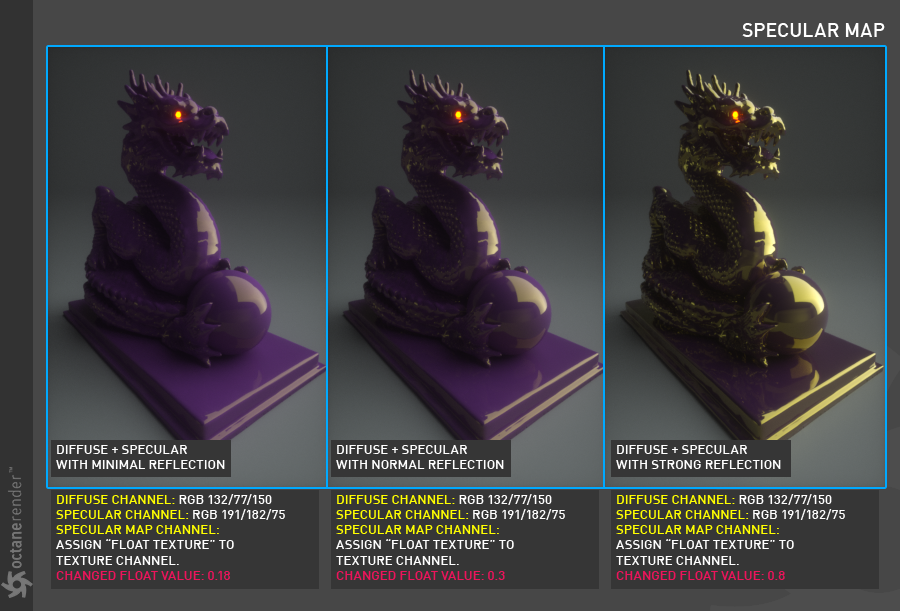 SPECULAR MAP
DIFFUSE + SPECULAR
WITH MINIMAL REFLECTION
DIFFUSE CHANNEL: RGB 132/77/150
SPECULAR CHANNEL: RGB 191/182/75
SPECULAR MAP CHANNEL:
ASSIGN "FLOAT TEXTURE" TO
TEXTURE CHANNEL.
CHANGED FLOAT VALUE: 0.18
DIFFUSE + SPECULAR
WITH NORMAL REFLECTION
DIFFUSE CHANNEL: RGB 132/77/150
SPECULAR CHANNEL: RGB 191/182/75
SPECULAR MAP CHANNEL:
ASSIGN "FLOAT TEXTURE" TO
TEXTURE CHANNEL.
CHANGED FLOAT VALUE: 0.3
DIFFUSE + SPECULAR
WITH STRONG REFLECTION
DIFFUSE CHANNEL: RGB 132/77/150
SPECULAR CHANNEL: RGB 191/182/75
SPECULAR MAP CHANNEL:
ASSIGN "FLOAT TEXTURE" TO
TEXTURE CHANNEL.
CHANGED FLOAT VALUE: 0.8
octanerender™